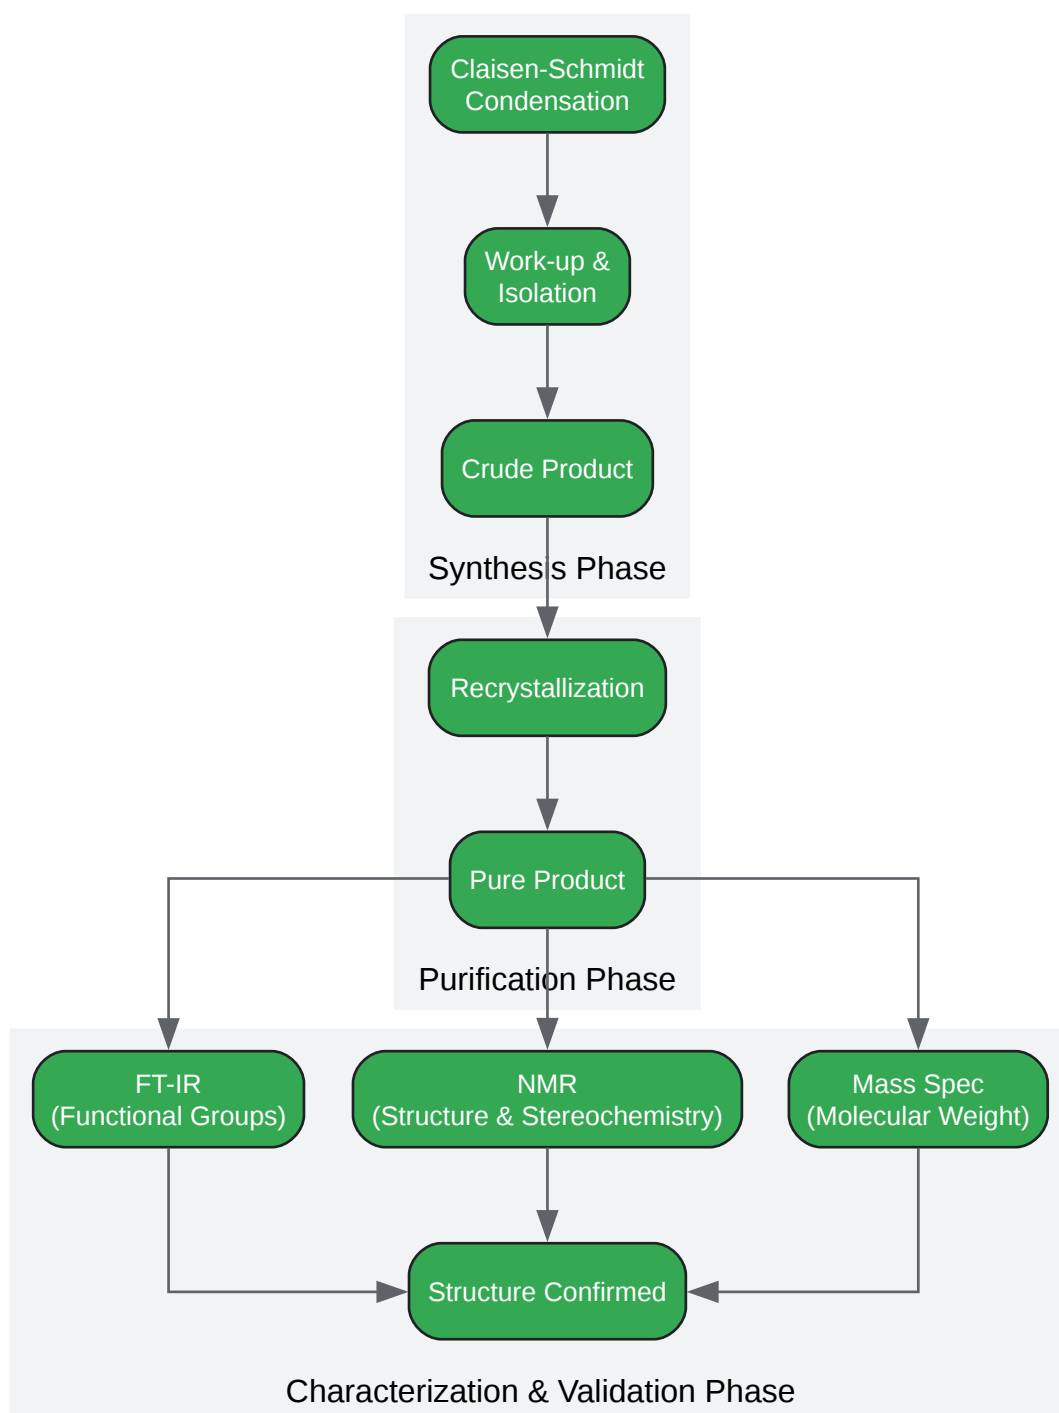 Claisen-Schmidt
Condensation
Work-up &
Isolation
Crude Product
Synthesis Phase
Recrystallization
Pure Product
Purification Phase
FT-IR
(Functional Groups)
NMR
(Structure & Stereochemistry)
Mass Spec
(Molecular Weight)
Structure Confirmed
Characterization & Validation Phase